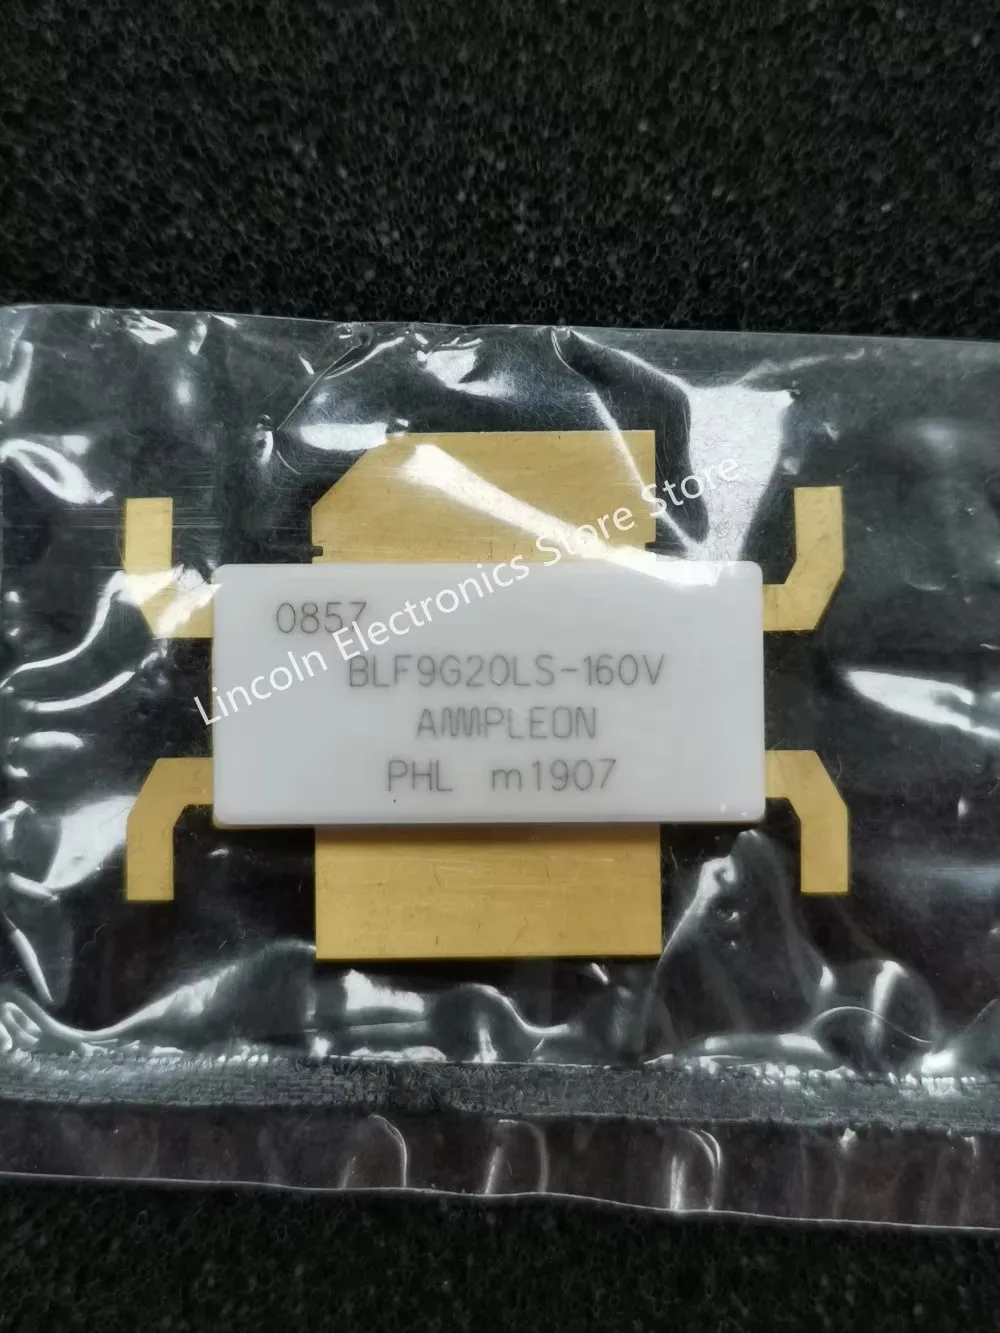 0857
BLF9G20LS-160V
AMPLEON
PHL m1907
Lincoln Electronics Store Store